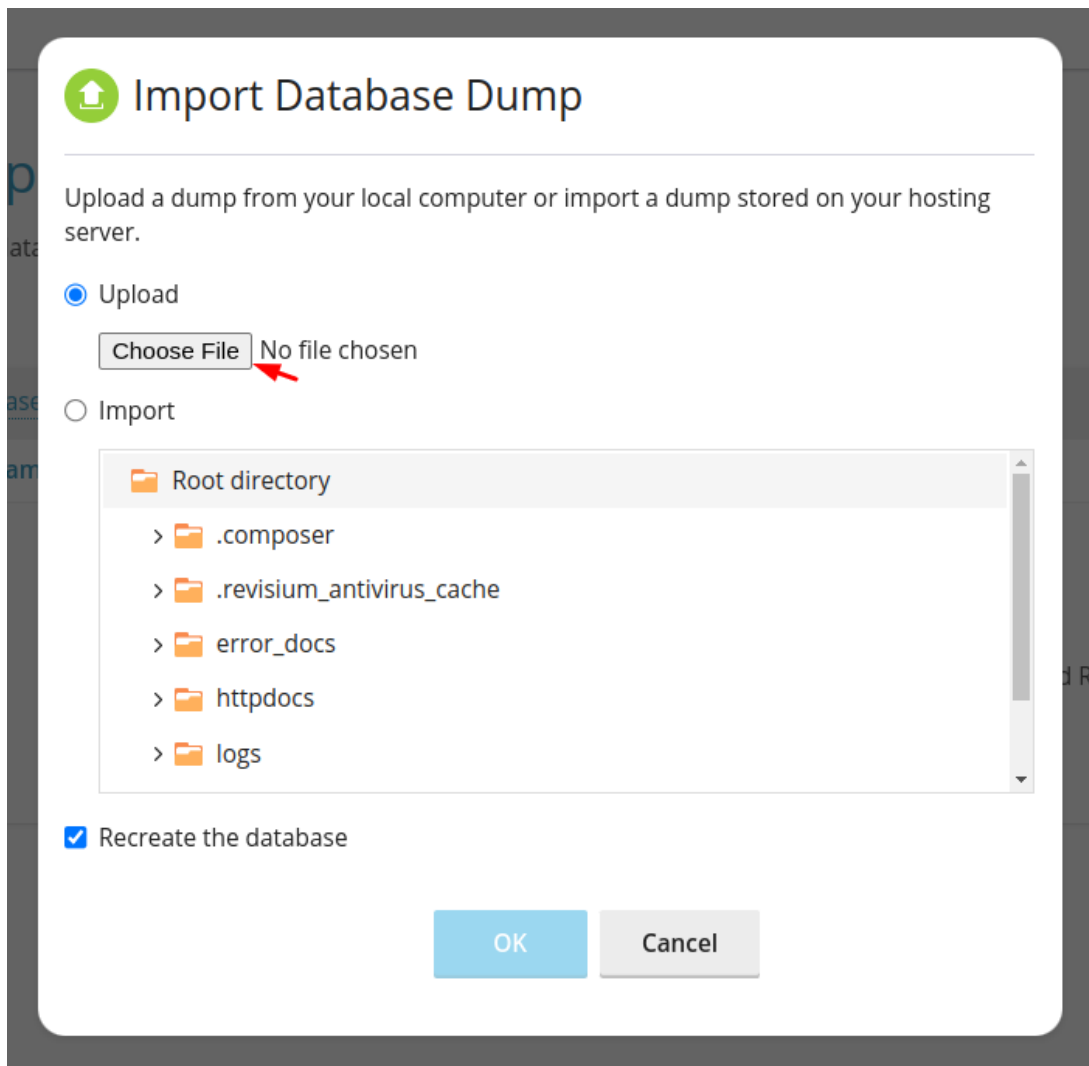 Import Database Dump
Upload a dump from your local computer or import a dump stored on your hosting
server.
Upload
Choose File No file chosen
Import
Root directory
.composer
.revisium_antivirus_cache
error_docs
httpdocs
logs
Recreate the database
OK Cancel